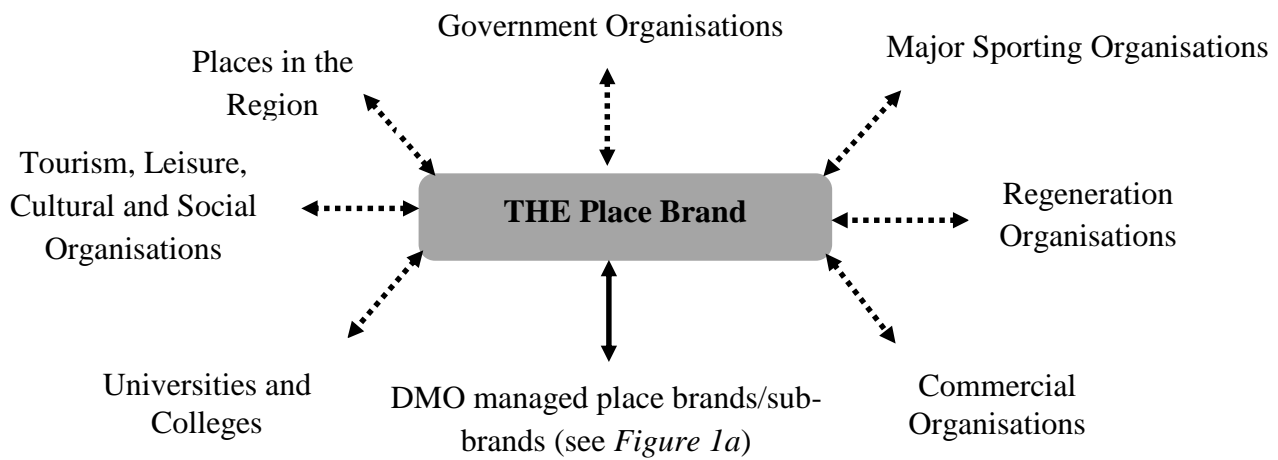 Government Organisations
Major Sporting Organisations
Places in the
Region
Tourism, Leisure,
Cultural and Social
Organisations
THE Place Brand
Regeneration
Organisations
Universities and
Colleges
DMO managed place brands/sub-
brands (see Figure 1a)
Commercial
Organisations